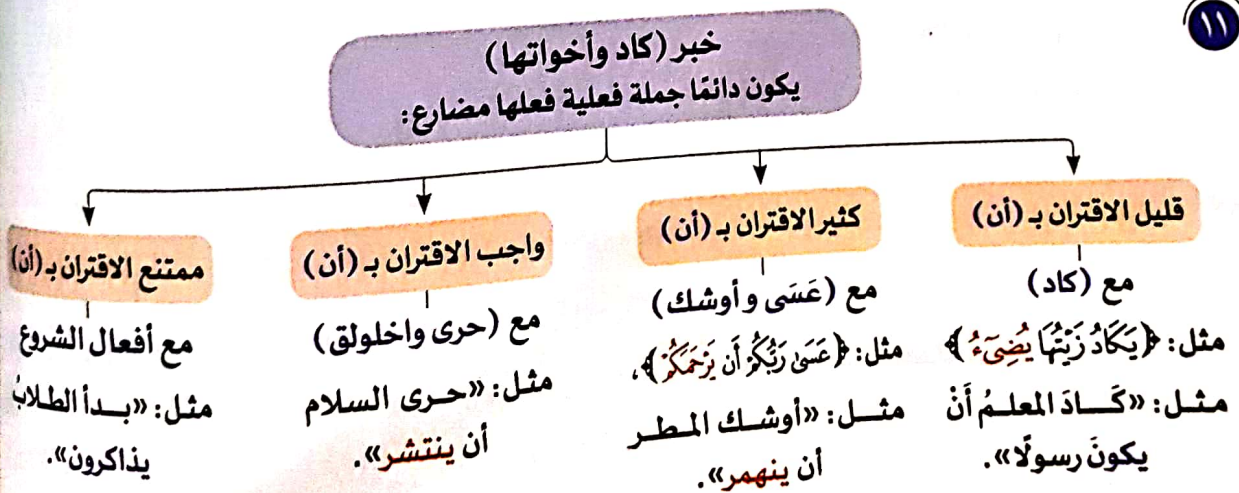 ١١
خبر (كاد وأخواتها)
يكون دائمًا جملة فعلية فعلها مضارع:
قليل الاقتران بـ (أن)
مع (كاد)
مثل: ﴿يَكَادُ زَيْتُهَا يُضِيٓءُ﴾
مثل: «كاد المعلمُ أنْ
يكونَ رسولًا».
كثير الاقتران بـ (أن)
مع (عَسَى وأوشك)
مثل: ﴿عَسَىٰ رَبُّكُمْ أَن يَرْحَمَكُمْ﴾،
مثل: «أوشك المطر
أن ينهمر».
واجب الاقتران بـ (أن)
مع (حرى واخلولق)
مثل: «حرى السلام
أن ينتشر».
ممتنع الاقتران بـ (أن)
مع أفعال الشروع
مثل: «بدأ الطلابُ
يذاكرون».